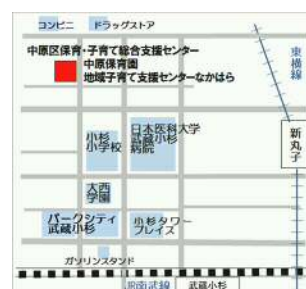 コンビニ
ドラッグストア
中原区保育・子育て総合支援センター
中原保育園
地域子育て支援センターなかはら
東横線
小杉
小学校
日本医科大学
武蔵小杉
病院
新丸子
大西
学園
パークシティ
武蔵小杉
小杉タワー
プレイス
ガソリンスタンド
JR南武線
武蔵小杉